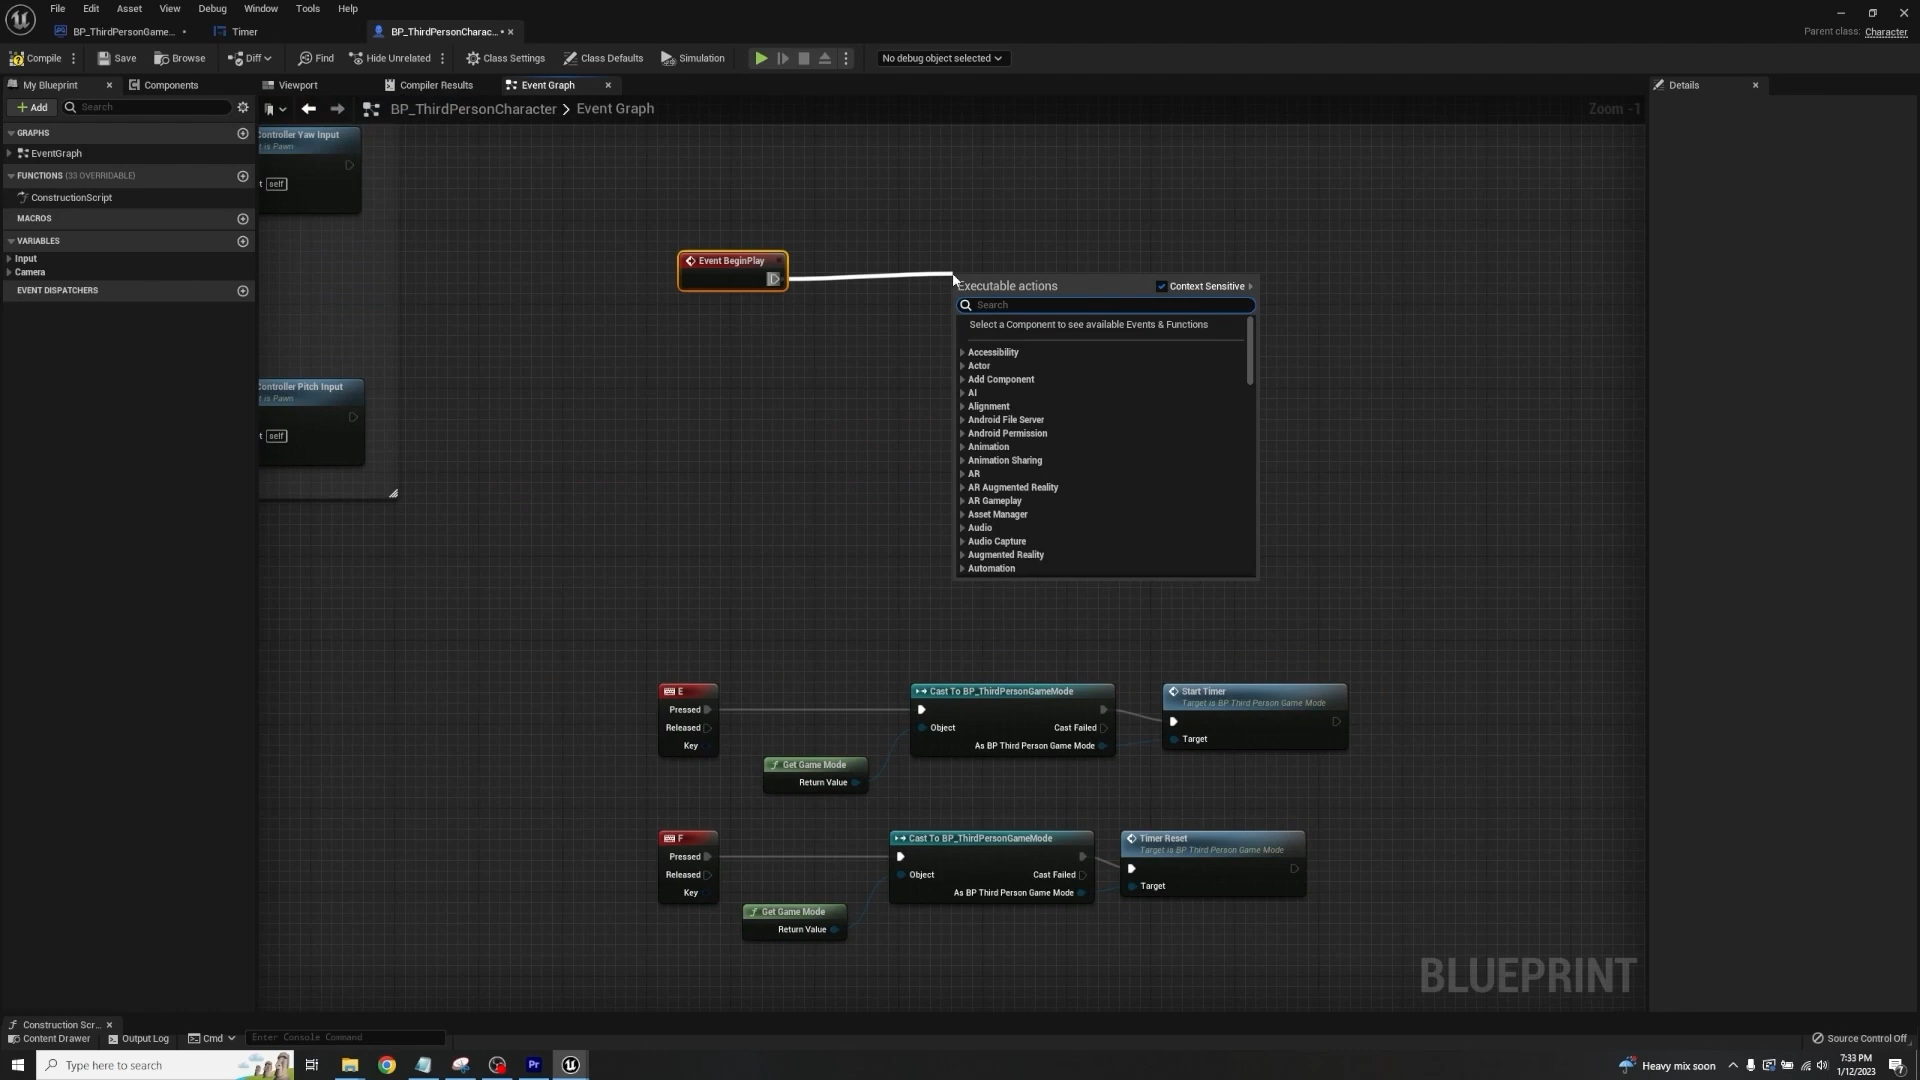 File Edit Asset View Debug Window Tools Help
BP_ThirdPersonGame... • Timer BP_ThirdPersonCharac... •
Parent class: Character
Compile Save Browse Diff Find Hide Unrelated Class Settings Class Defaults Simulation No debug object selected
My Blueprint Components Viewport Compiler Results Event Graph Details
Add Search
BP_ThirdPersonCharacter > Event Graph Zoom -1
GRAPHS
EventGraph
FUNCTIONS (33 OVERRIDABLE)
ConstructionScript
MACROS
VARIABLES
Input
Camera
EVENT DISPATCHERS
Controller Yaw Input
t is Pawn
t self
Controller Pitch Input
t is Pawn
t self
Event BeginPlay
Executable actions Context Sensitive
Search
Select a Component to see available Events & Functions
Accessibility
Actor
Add Component
AI
Alignment
Android File Server
Android Permission
Animation
Animation Sharing
AR
AR Augmented Reality
AR Gameplay
Asset Manager
Audio
Audio Capture
Augmented Reality
Automation
E
Pressed
Released
Key
Get Game Mode
Return Value
Cast To BP_ThirdPersonGameMode
Object Cast Failed
As BP Third Person Game Mode
Start Timer
Target is BP Third Person Game Mode
Target
F
Pressed
Released
Key
Get Game Mode
Return Value
Cast To BP_ThirdPersonGameMode
Object Cast Failed
As BP Third Person Game Mode
Timer Reset
Target is BP Third Person Game Mode
Target
BLUEPRINT
Construction Scr...
Content Drawer Output Log Cmd Enter Console Command Source Control Off
Type here to search Pr Heavy mix soon 7:33 PM
1/12/2023